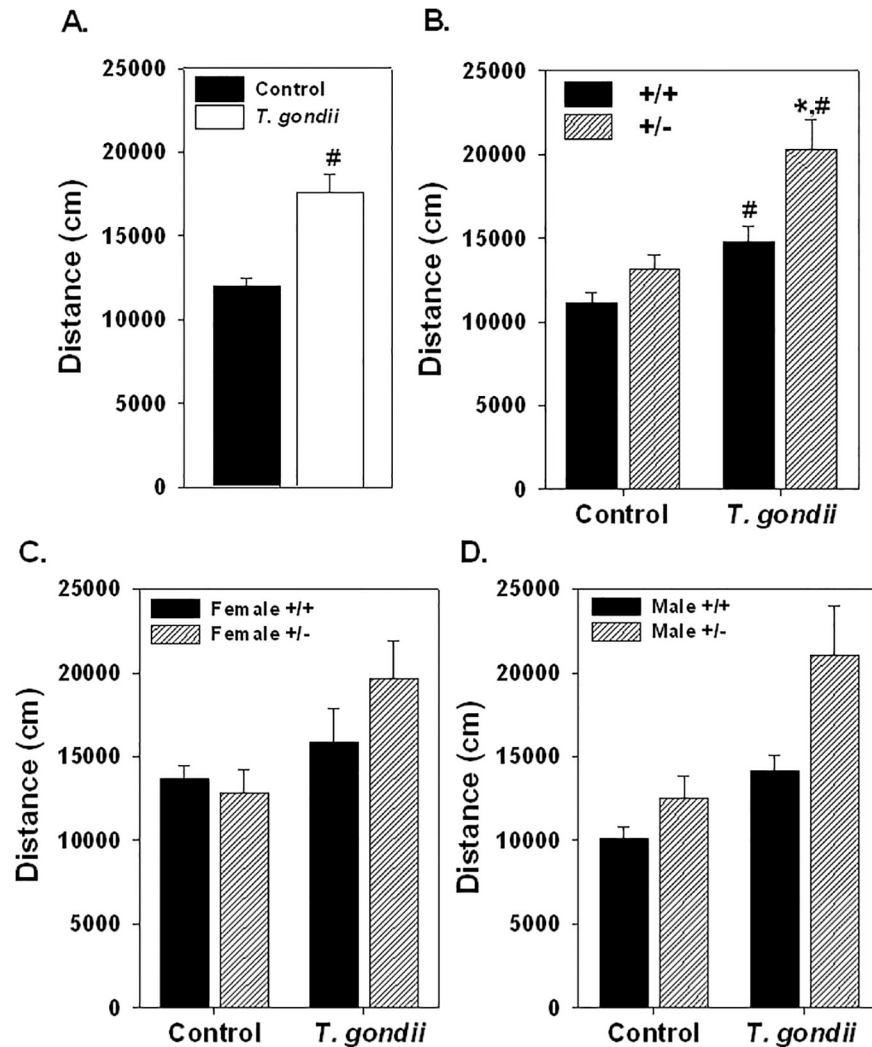 A.
25000
20000
15000
10000
5000
0
Distance (cm)
Control
T. gondii
#
B.
25000
20000
15000
10000
5000
0
Distance (cm)
+/+
+/-
#
*,#
Control T. gondii
C.
25000
20000
15000
10000
5000
0
Distance (cm)
Female +/+
Female +/-
Control T. gondii
D.
25000
20000
15000
10000
5000
0
Distance (cm)
Male +/+
Male +/-
Control T. gondii